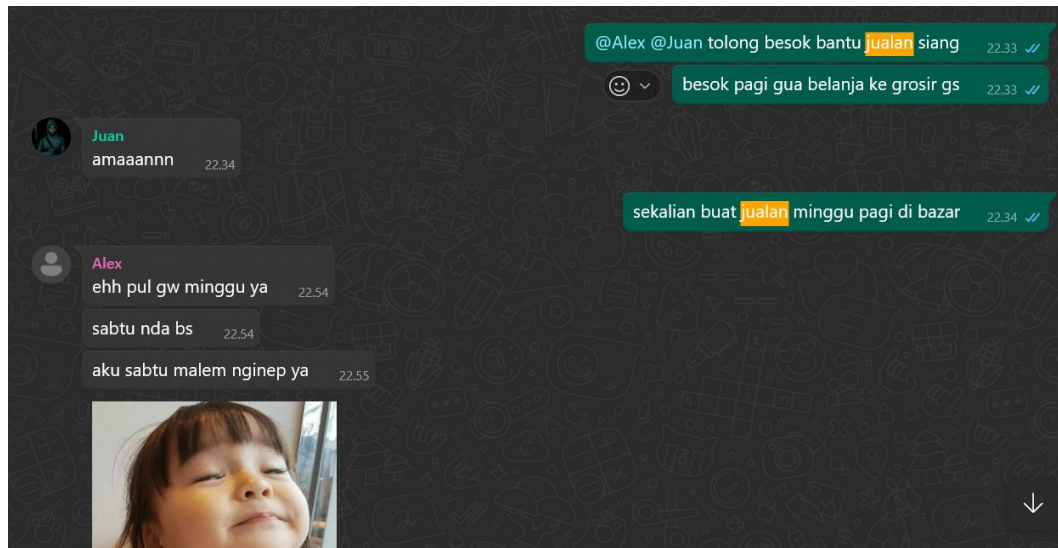 @Alex @Juan tolong besok bantu jualan siang 22.33
besok pagi gua belanja ke grosir gs 22.33
Juan
amaaannn 22.34
sekalian buat jualan minggu pagi di bazar 22.34
Alex
ehh pul gw minggu ya 22.54
sabtu nda bs 22.54
aku sabtu malem nginep ya 22.55